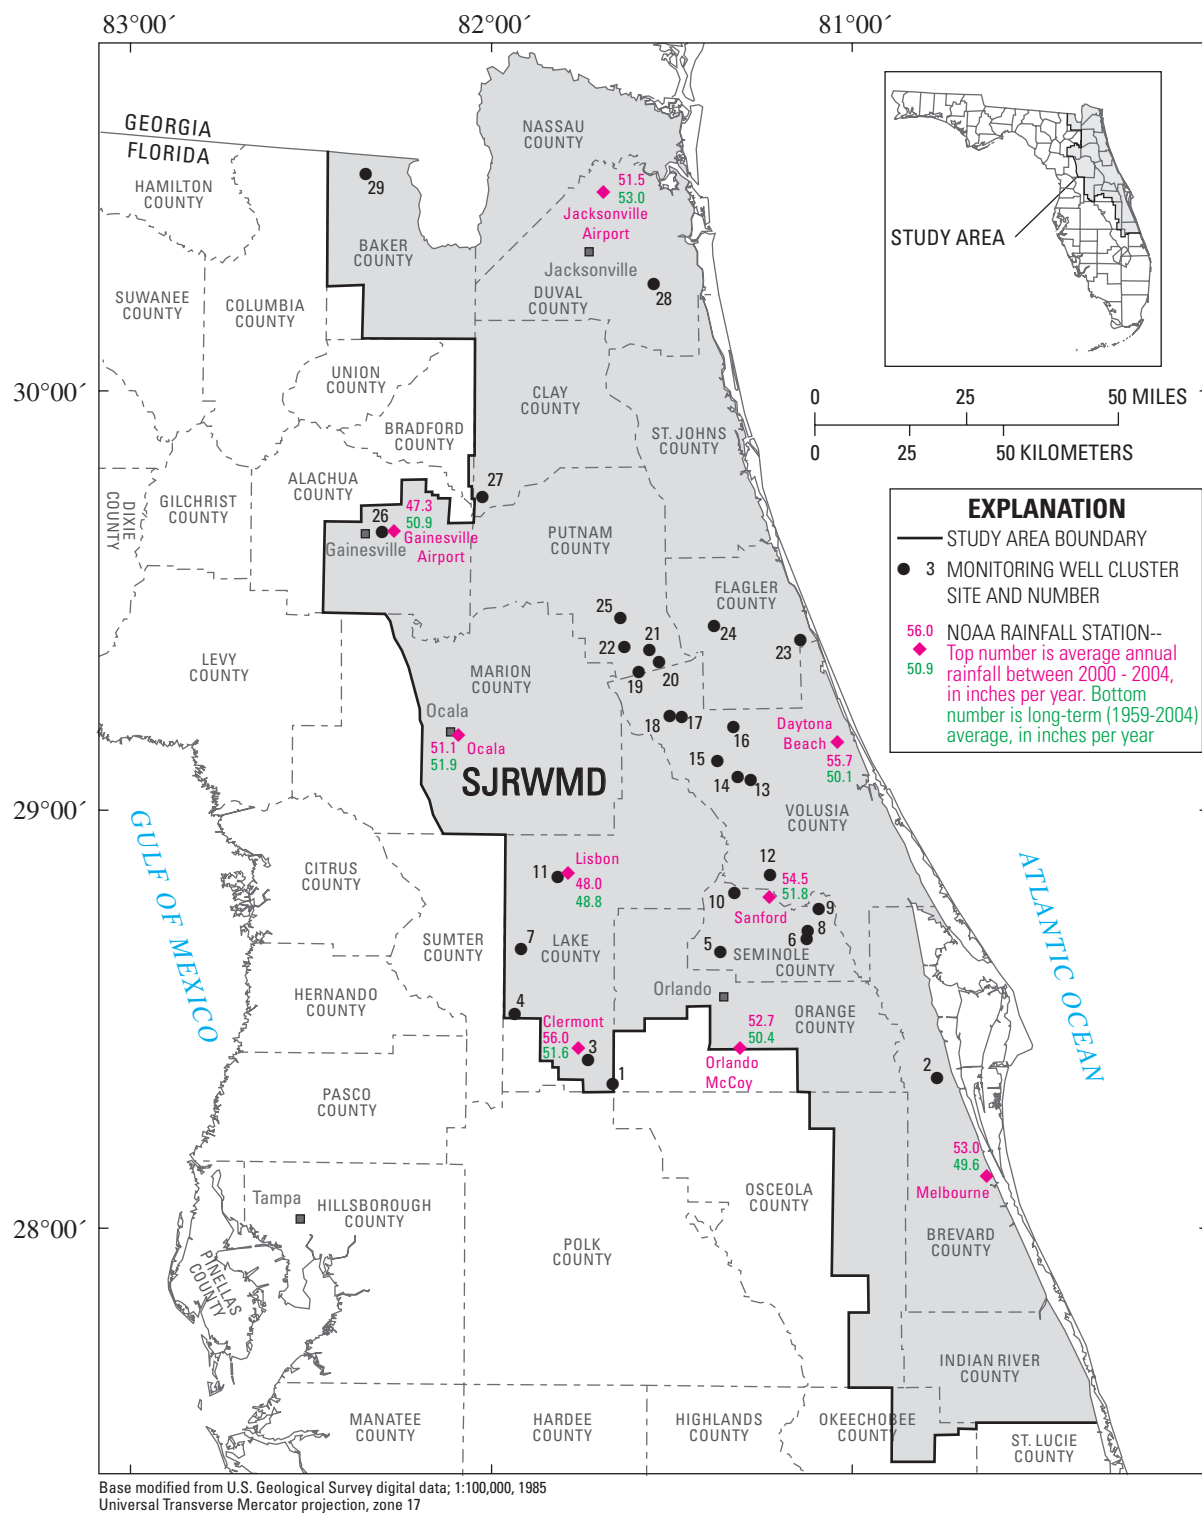 83°00´
82°00´
81°00´
GEORGIA
FLORIDA
HAMILTON
COUNTY
29
BAKER
COUNTY
NASSAU
COUNTY
51.5
53.0
Jacksonville
Airport
Jacksonville
DUVAL
COUNTY
28
STUDY AREA
SUWANEE
COUNTY
COLUMBIA
COUNTY
UNION
COUNTY
CLAY
COUNTY
30°00´
0
25
50 MILES
0
25
50 KILOMETERS
BRADFORD
COUNTY
ST. JOHNS
COUNTY
ALACHUA
COUNTY
GILCHRIST
COUNTY
DIXIE
COUNTY
27
26
47.3
50.9
Gainesville
Gainesville
Airport
PUTNAM
COUNTY
FLAGLER
COUNTY
EXPLANATION
STUDY AREA BOUNDARY
3 MONITORING WELL CLUSTER
SITE AND NUMBER
56.0
50.9
NOAA RAINFALL STATION--
Top number is average annual
rainfall between 2000 - 2004,
in inches per year. Bottom
number is long-term (1959-2004)
average, in inches per year
25
24
22
21
23
20
19
LEVY
COUNTY
MARION
COUNTY
Ocala
Ocala
51.1
51.9
18
17
16
15
14
13
Daytona
Beach
55.7
50.1
SJRWMD
29°00´
VOLUSIA
COUNTY
GULF OF MEXICO
ATLANTIC OCEAN
CITRUS
COUNTY
11
Lisbon
48.0
48.8
12
54.5
51.8
10
Sanford
9
8
6
5
SEMINOLE
COUNTY
SUMTER
COUNTY
7
LAKE
COUNTY
HERNANDO
COUNTY
4
Orlando
ORANGE
COUNTY
Clermont
56.0
51.6
3
1
52.7
50.4
Orlando
McCoy
2
PASCO
COUNTY
53.0
49.6
Melbourne
OSCEOLA
COUNTY
Tampa
HILLSBOROUGH
COUNTY
28°00´
PINELLAS
COUNTY
POLK
COUNTY
BREVARD
COUNTY
INDIAN RIVER
COUNTY
MANATEE
COUNTY
HARDEE
COUNTY
HIGHLANDS
COUNTY
OKEECHOBEE
COUNTY
ST. LUCIE
COUNTY
Base modified from U.S. Geological Survey digital data; 1:100,000, 1985
Universal Transverse Mercator projection, zone 17